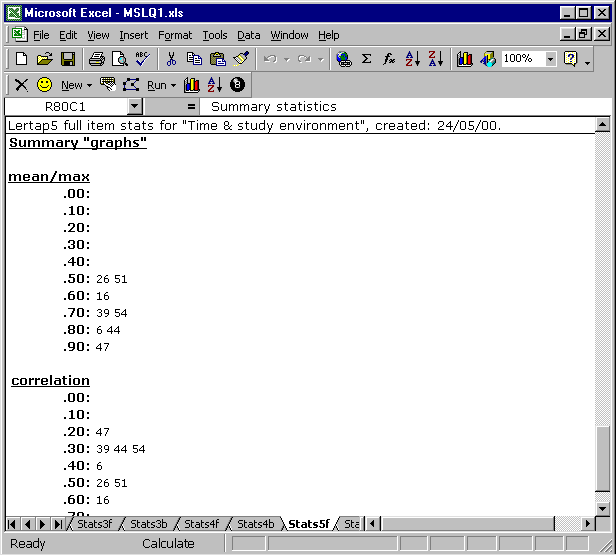 Microsoft Excel - MSLQ1.xls
File Edit View Insert Format Tools Data Window Help
100%
New Run
R80C1 = Summary statistics
Lertap5 full item stats for "Time & study environment", created: 24/05/00.
Summary "graphs"
mean/max
.00:
.10:
.20:
.30:
.40:
.50: 26 51
.60: 16
.70: 39 54
.80: 6 44
.90: 47
correlation
.00:
.10:
.20: 47
.30: 39 44 54
.40: 6
.50: 26 51
.60: 16
.70:
Stats3f Stats3b Stats4f Stats4b Stats5f Sta
Ready Calculate